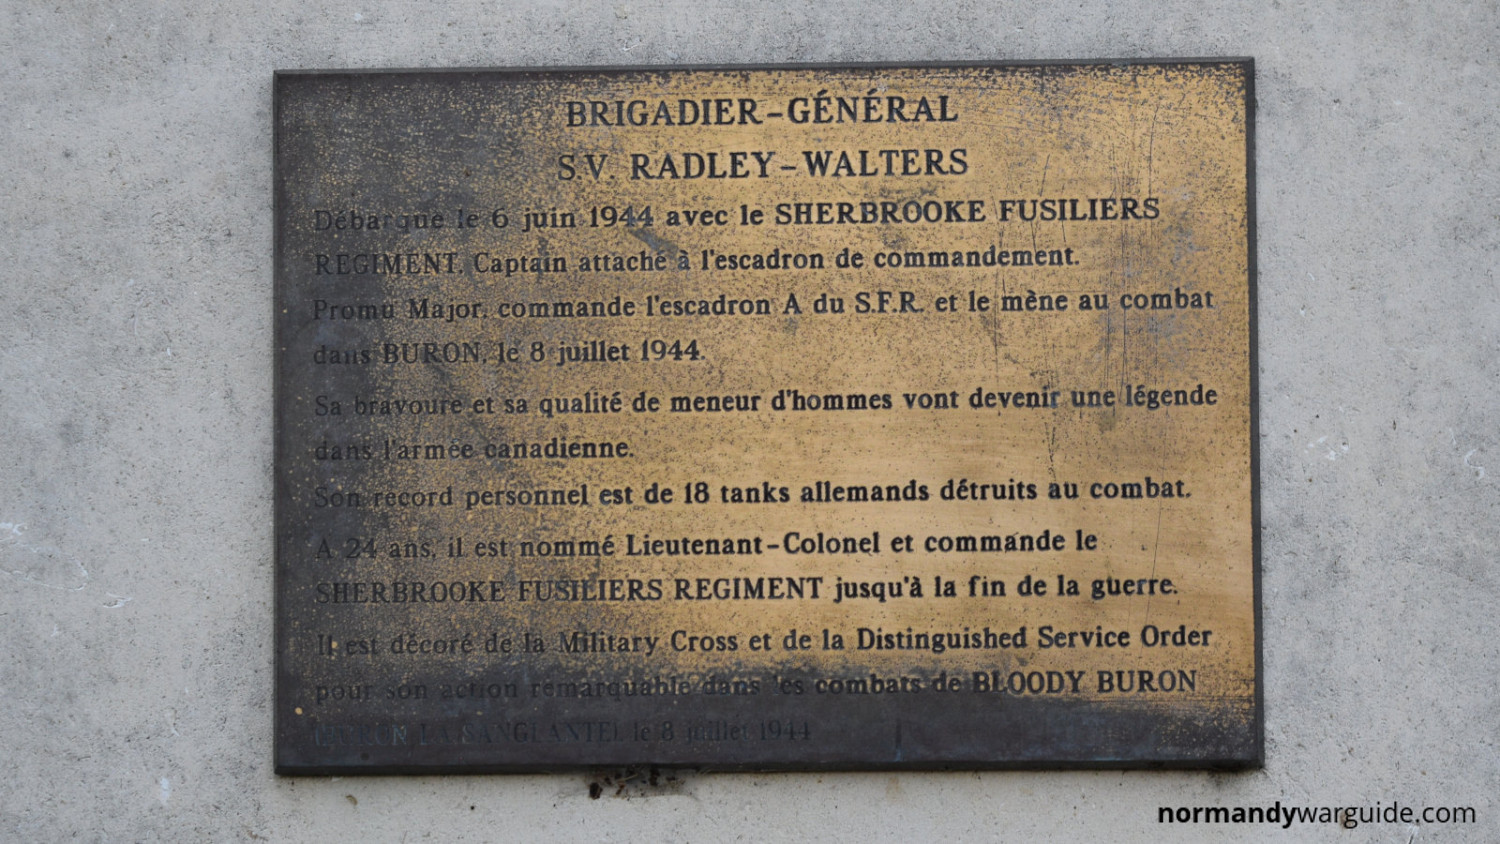 BRIGADIER-GÉNÉRAL
S.V. RADLEY-WALTERS
Débarque le 6 juin 1944 avec le SHERBROOKE FUSILIERS
REGIMENT. Captain attaché à l'escadron de commandement.
Promu Major, commande l'escadron A du S.F.R. et le mène au combat
dans BURON, le 8 juillet 1944.
Sa bravoure et sa qualité de meneur d'hommes vont devenir une légende
dans l'armée canadienne.
Son record personnel est de 18 tanks allemands détruits au combat.
A 24 ans, il est nommé Lieutenant-Colonel et commande le
SHERBROOKE FUSILIERS REGIMENT jusqu'à la fin de la guerre.
Il est décoré de la Military Cross et de la Distinguished Service Order
pour son action remarquable dans les combats de BLOODY BURON
BURON LA SANGLANTE le 8 juillet 1944
normandywarguide.com